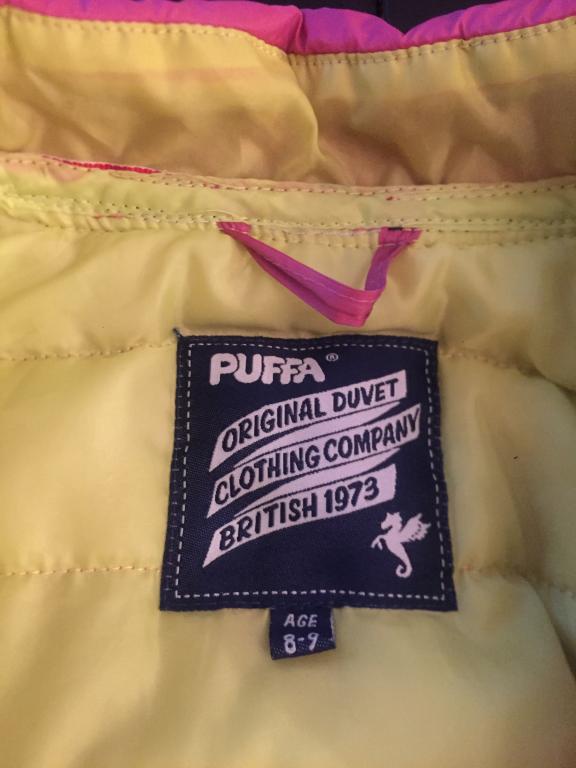 PUFFA®
ORIGINAL DUVET
CLOTHING COMPANY
BRITISH 1973
AGE
8-9